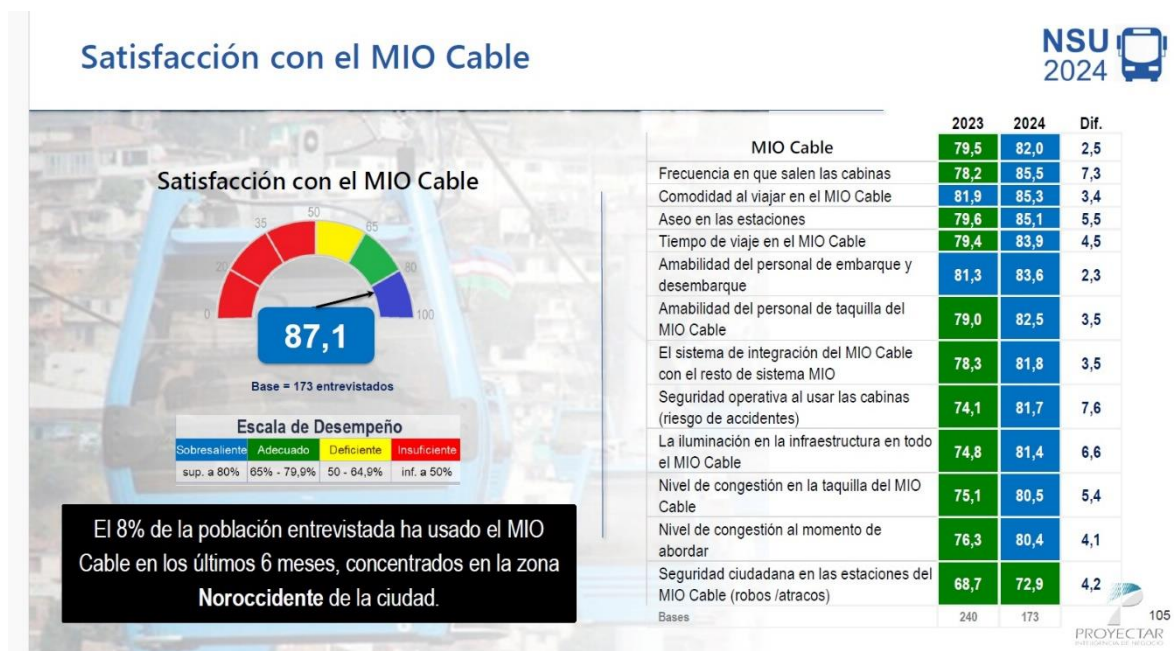 Satisfacción con el MIO Cable
NSU
2024
Satisfacción con el MIO Cable
0
20
35
50
65
80
100
87,1
Base = 173 entrevistados
Escala de Desempeño
Sobresaliente Adecuado Deficiente Insuficiente
sup. a 80% 65% - 79,9% 50 - 64,9% inf. a 50%
El 8% de la población entrevistada ha usado el MIO
Cable en los últimos 6 meses, concentrados en la zona
Noroccidente de la ciudad.
2023 2024 Dif.
MIO Cable 79,5 82,0 2,5
Frecuencia en que salen las cabinas 78,2 85,5 7,3
Comodidad al viajar en el MIO Cable 81,9 85,3 3,4
Aseo en las estaciones 79,6 85,1 5,5
Tiempo de viaje en el MIO Cable 79,4 83,9 4,5
Amabilidad del personal de embarque y
desembarque 81,3 83,6 2,3
Amabilidad del personal de taquilla del
MIO Cable 79,0 82,5 3,5
El sistema de integración del MIO Cable
con el resto de sistema MIO 78,3 81,8 3,5
Seguridad operativa al usar las cabinas
(riesgo de accidentes) 74,1 81,7 7,6
La iluminación en la infraestructura en todo
el MIO Cable 74,8 81,4 6,6
Nivel de congestión en la taquilla del MIO
Cable 75,1 80,5 5,4
Nivel de congestión al momento de
abordar 76,3 80,4 4,1
Seguridad ciudadana en las estaciones del
MIO Cable (robos /atracos) 68,7 72,9 4,2
Bases 240 173
105
PROYECTAR
INTELIGENCIA DE NEGOCIO